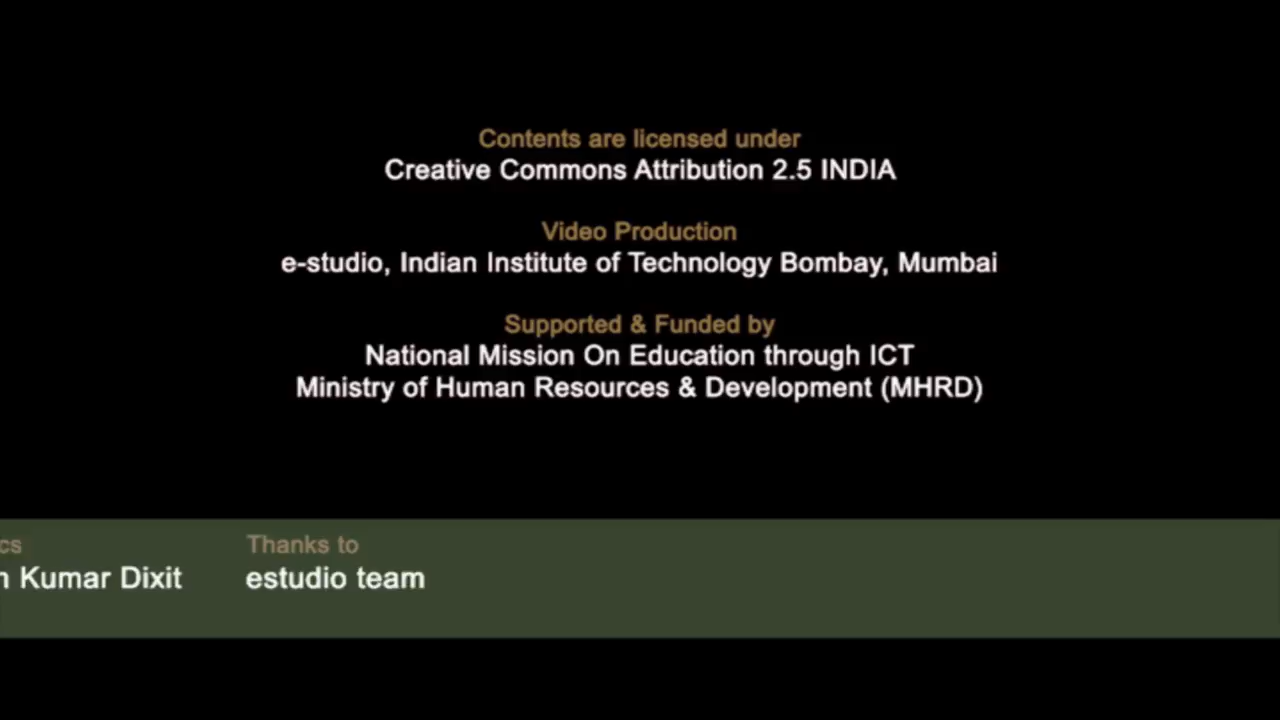 Contents are licensed under
Creative Commons Attribution 2.5 INDIA
Video Production
e-studio, Indian Institute of Technology Bombay, Mumbai
Supported & Funded by
National Mission On Education through ICT
Ministry of Human Resources & Development (MHRD)
Thanks to
Kumar Dixit estudio team